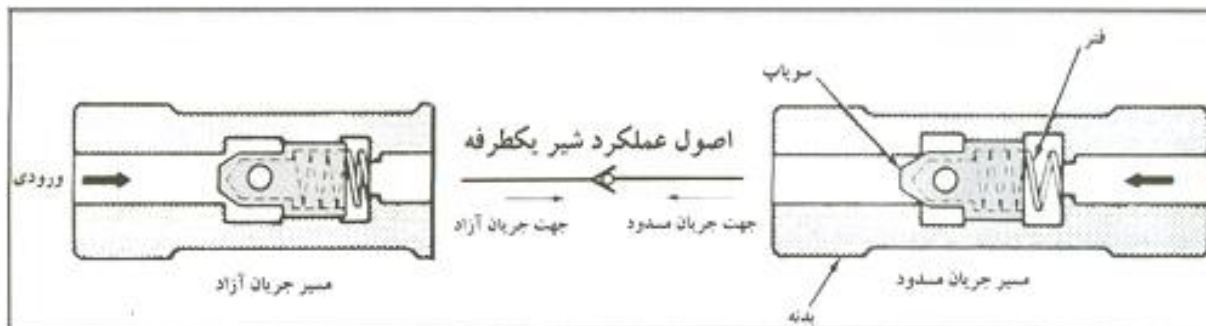 فنر
سوپاپ
اصول عملکرد شیر یکطرفه
ورودی
جهت جریان مسدود
جهت جریان آزاد
مسیر جریان مسدود
مسیر جریان آزاد
بدنه